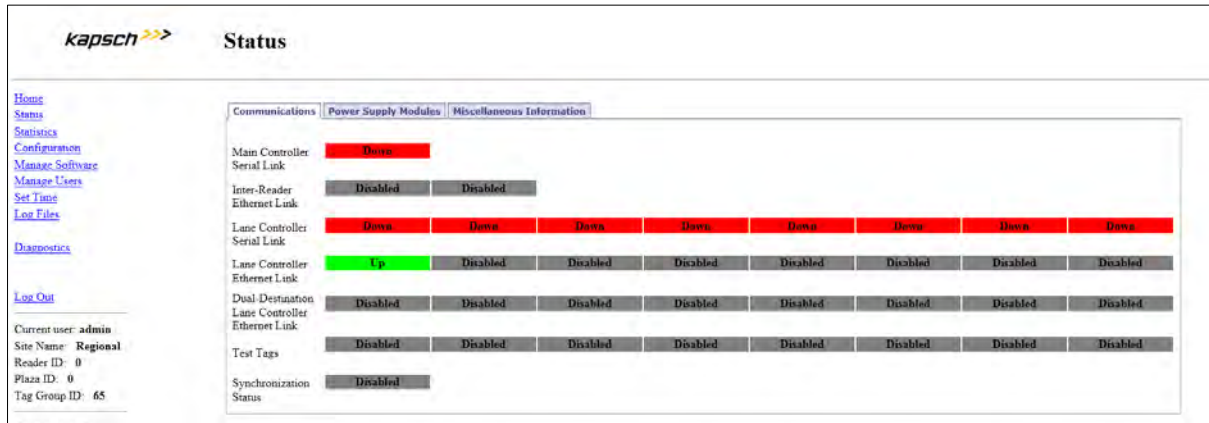 kapsch >>>
Status
Home
Status
Statistics
Configuration
Manage Software
Manage Users
Set Time
Log Files
Diagnostics
Log Out
Current user: admin
Site Name: Regional
Reader ID: 0
Plaza ID: 0
Tag Group ID: 65
Communications Power Supply Modules Miscellaneous Information
Main Controller Down
Serial Link
Inter-Reader Disabled Disabled
Ethernet Link
Lane Controller Down Down Down Down Down Down Down Down
Serial Link
Lane Controller Up Disabled Disabled Disabled Disabled Disabled Disabled Disabled
Ethernet Link
Dual-Destination Disabled Disabled Disabled Disabled Disabled Disabled Disabled Disabled
Lane Controller
Ethernet Link
Test Tags Disabled Disabled Disabled Disabled Disabled Disabled Disabled Disabled
Synchronization Disabled
Status